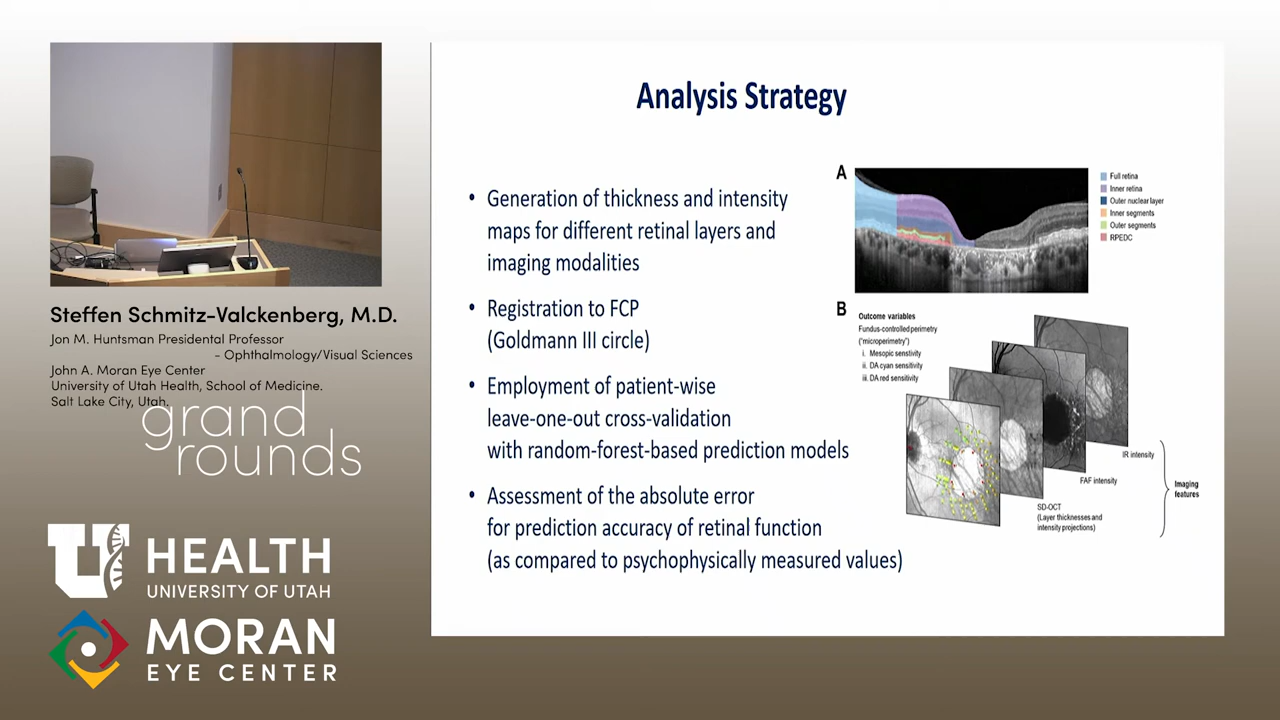 Steffen Schmitz-Valckenberg, M.D.
Jon M. Huntsman Presidental Professor
- Ophthalmology/Visual Sciences
John A. Moran Eye Center
University of Utah Health, School of Medicine.
Salt Lake City, Utah.
grand
rounds
U HEALTH
UNIVERSITY OF UTAH
MORAN
EYE CENTER
Analysis Strategy
• Generation of thickness and intensity
maps for different retinal layers and
imaging modalities
• Registration to FCP
(Goldmann III circle)
• Employment of patient-wise
leave-one-out cross-validation
with random-forest-based prediction models
• Assessment of the absolute error
for prediction accuracy of retinal function
(as compared to psychophysically measured values)
A
Full retina
Inner retina
Outer nuclear layer
Inner segments
Outer segments
RPEDC
B
Outcome variables
Fundus-controlled perimetry
("microperimetry")
i. Mesopic sensitivity
ii. DA cyan sensitivity
iii. DA red sensitivity
IR intensity
FAF intensity
SD-OCT
(Layer thicknesses and
intensity projections)
Imaging
features